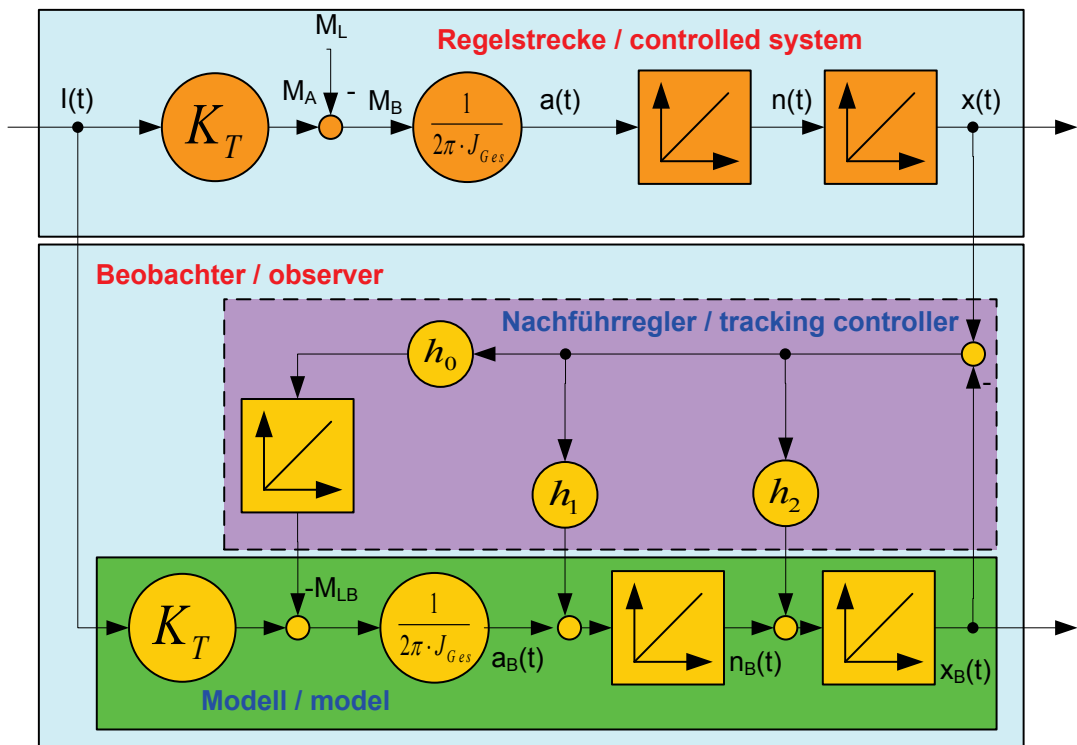 M_L
Regelstrecke / controlled system
I(t)
K_T
M_A
-
M_B
1
2π·J_Ges
a(t)
n(t)
x(t)
Beobachter / observer
Nachführregler / tracking controller
h_0
-
h_1
h_2
K_T
-M_LB
1
2π·J_Ges
a_B(t)
n_B(t)
x_B(t)
Modell / model